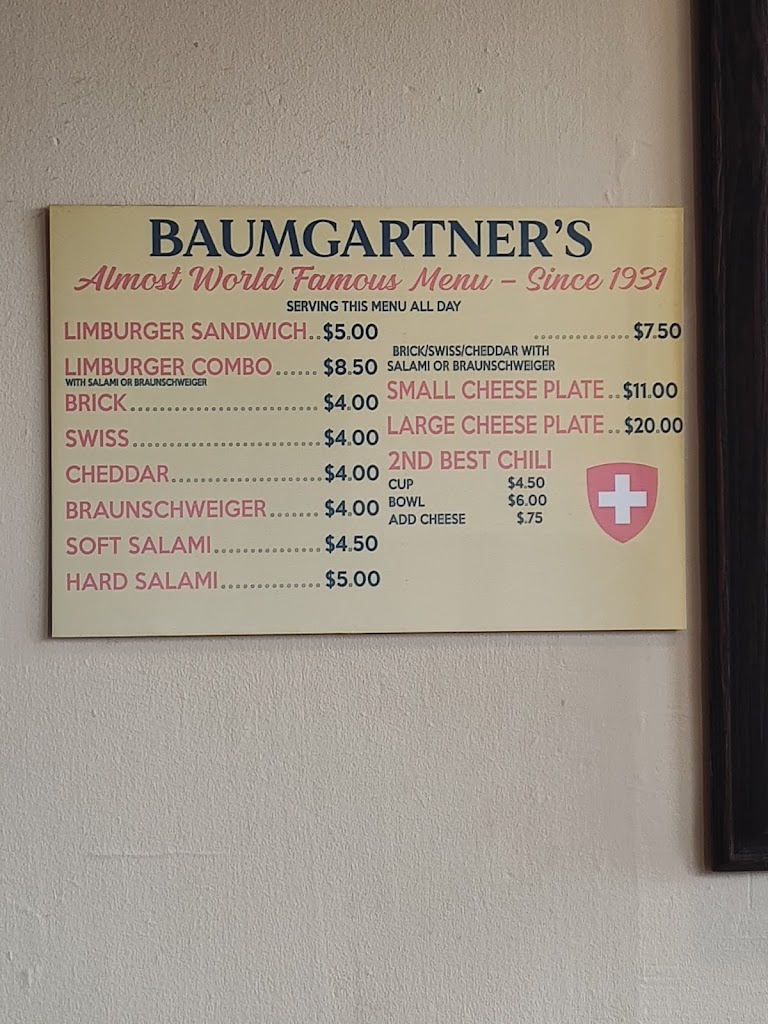 BAUMGARTNER'S
Almost World Famous Menu – Since 1931
SERVING THIS MENU ALL DAY
LIMBURGER SANDWICH..$5.00
LIMBURGER COMBO ...... $8.50
WITH SALAMI OR BRAUNSCHWEIGER
BRICK........................... $4.00
SWISS........................... $4.00
CHEDDAR..................... $4.00
BRAUNSCHWEIGER....... $4.00
SOFT SALAMI............... $4.50
HARD SALAMI.............. $5.00
............... $7.50
BRICK/SWISS/CHEDDAR WITH
SALAMI OR BRAUNSCHWEIGER
SMALL CHEESE PLATE ..$11.00
LARGE CHEESE PLATE ..$20.00
2ND BEST CHILI
CUP $4.50
BOWL $6.00
ADD CHEESE $.75